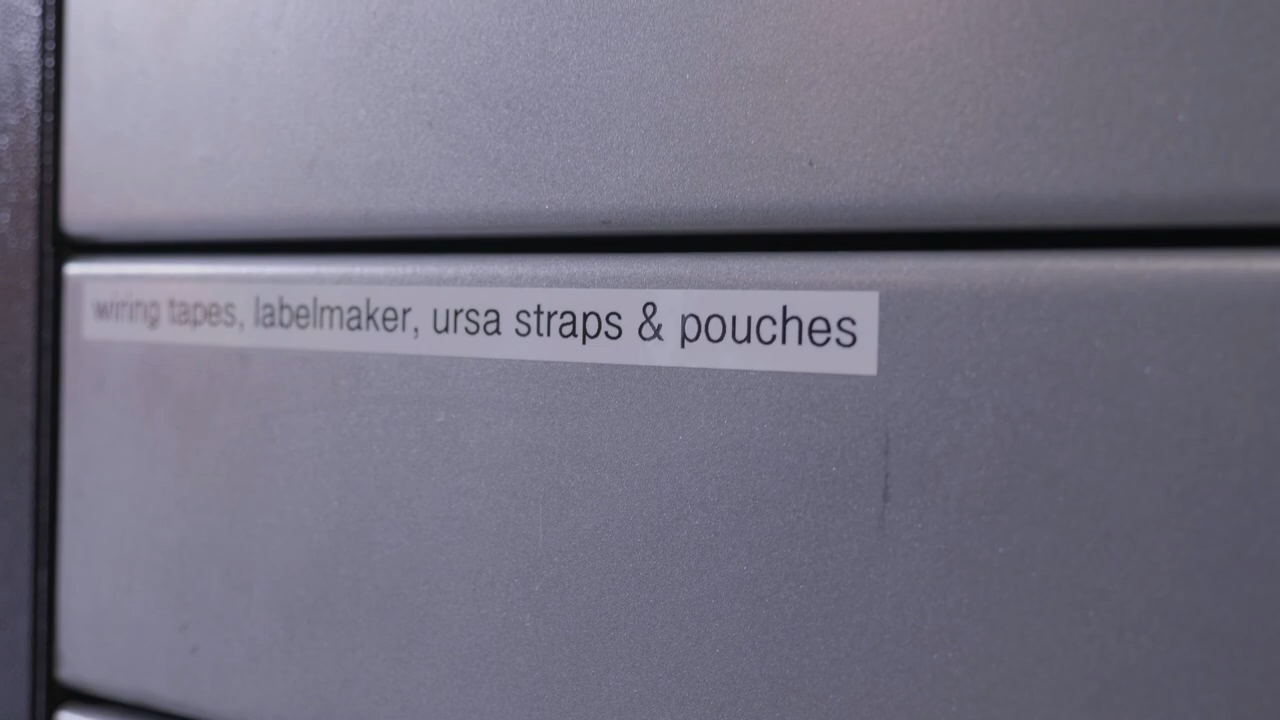 wiring tapes, labelmaker, ursa straps & pouches